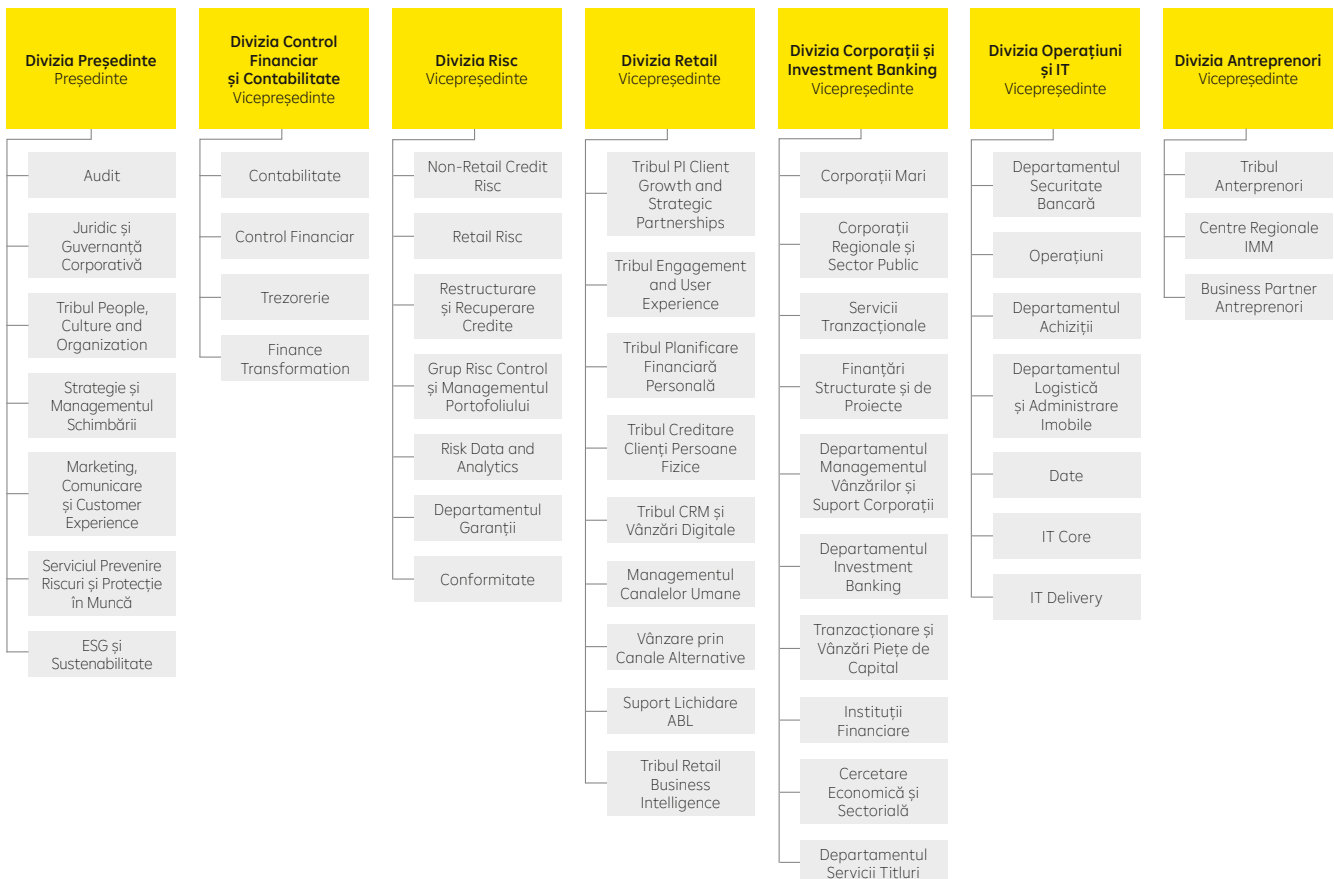 Divizia Președinte
Președinte
Audit
Juridic și
Guvernanță
Corporativă
Tribul People,
Culture and
Organization
Strategie și
Managementul
Schimbării
Marketing,
Comunicare
și Customer
Experience
Serviciul Prevenire
Riscuri și Protecție
în Muncă
ESG și
Sustenabilitate
Divizia Control
Financiar
și Contabilitate
Vicepreședinte
Contabilitate
Control Financiar
Trezorerie
Finance
Transformation
Divizia Risc
Vicepreședinte
Non-Retail Credit
Risc
Retail Risc
Restructurare
și Recuperare
Credite
Grup Risc Control
și Managementul
Portofoliului
Risk Data and
Analytics
Departamentul
Garanții
Conformitate
Divizia Retail
Vicepreședinte
Tribul PI Client
Growth and
Strategic
Partnerships
Tribul Engagement
and User
Experience
Tribul Planificare
Financiară
Personală
Tribul Creditare
Clienți Persoane
Fizice
Tribul CRM și
Vânzări Digitale
Managementul
Canalelor Umane
Vânzare prin
Canale Alternative
Suport Lichidare
ABL
Tribul Retail
Business
Intelligence
Divizia Corporații și
Investment Banking
Vicepreședinte
Corporații Mari
Corporații
Regionale și
Sector Public
Servicii
Tranzacționale
Finanțări
Structurate și de
Proiecte
Departamentul
Managementul
Vânzărilor și
Suport Corporații
Departamentul
Investment
Banking
Tranzacționare și
Vânzări Piețe de
Capital
Instituții
Financiare
Cercetare
Economică și
Sectorială
Departamentul
Servicii Titluri
Divizia Operațiuni
și IT
Vicepreședinte
Departamentul
Securitate
Bancară
Operațiuni
Departamentul
Achiziții
Departamentul
Logistică
și Administrare
Imobile
Date
IT Core
IT Delivery
Divizia Antreprenori
Vicepreședinte
Tribul
Anterprenori
Centre Regionale
IMM
Business Partner
Antreprenori